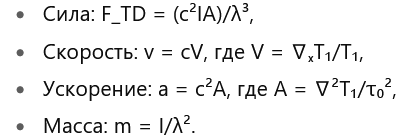 • Сила: F_TD = (c²IA)/λ³,
• Скорость: v = cV, где V = ∇ₓT₁/T₁,
• Ускорение: a = c²A, где A = ∇²T₁/τ₀²,
• Масса: m = I/λ².